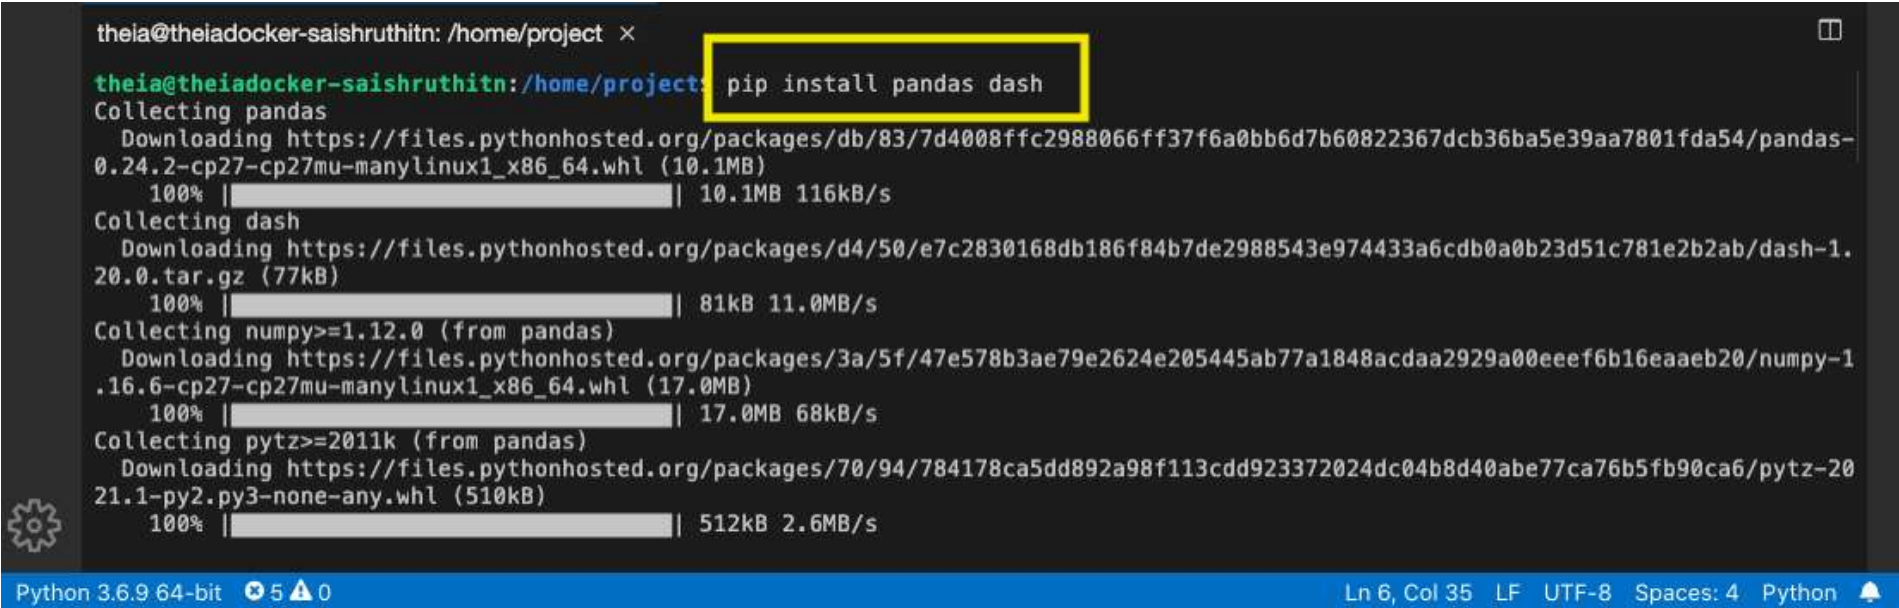 theia@theiadocker-saishruthitn: /home/project ×
theia@theiadocker-saishruthitn:/home/project$ pip install pandas dash
Collecting pandas
  Downloading https://files.pythonhosted.org/packages/db/83/7d4008ffc2988066ff37f6a0bb6d7b60822367dcb36ba5e39aa7801fda54/pandas-
0.24.2-cp27-cp27mu-manylinux1_x86_64.whl (10.1MB)
    100% |████████████████████████████████| 10.1MB 116kB/s
Collecting dash
  Downloading https://files.pythonhosted.org/packages/d4/50/e7c2830168db186f84b7de2988543e974433a6cdb0a0b23d51c781e2b2ab/dash-1.
20.0.tar.gz (77kB)
    100% |████████████████████████████████| 81kB 11.0MB/s
Collecting numpy>=1.12.0 (from pandas)
  Downloading https://files.pythonhosted.org/packages/3a/5f/47e578b3ae79e2624e205445ab77a1848acdaa2929a00eeef6b16eaaeb20/numpy-1
.16.6-cp27-cp27mu-manylinux1_x86_64.whl (17.0MB)
    100% |████████████████████████████████| 17.0MB 68kB/s
Collecting pytz>=2011k (from pandas)
  Downloading https://files.pythonhosted.org/packages/70/94/784178ca5dd892a98f113cdd923372024dc04b8d40abe77ca76b5fb90ca6/pytz-20
21.1-py2.py3-none-any.whl (510kB)
    100% |████████████████████████████████| 512kB 2.6MB/s
Python 3.6.9 64-bit 5 0 Ln 6, Col 35 LF UTF-8 Spaces: 4 Python